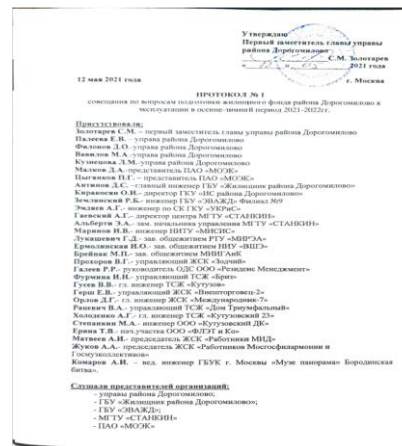 Утверждаю
Первый заместитель главы управы
района Дорогомилово
С.М. Золотарев
2021 года
12 мая 2021 года
г. Москва
ПРОТОКОЛ № 1
совещания по вопросам подготовки жилищного фонда района Дорогомилово к
эксплуатации в осенне-зимний период 2021-2022гг.
Присутствовали:
Золотарев С.М. – первый заместитель главы управы района Дорогомилово
Палеева Е.В. – управа района Дорогомилово
Филонов Д.О. –управа района Дорогомилово
Вавилов М.А. –управа района Дорогомилово
Кузнецова Л.М.-управа района Дорогомилово
Малков Д.А.-представитель ПАО «МОЭК»
Цыганков П.Г. – представитель ПАО «МОЭК»
Антипов Д.С. –главный инженер ГБУ «Жилищник района Дорогомилово»
Киракосян О.Н.- директор ГКУ «ИС района Дорогомилово»
Землянский Р.Б.- инженер ГБУ «ЭВАЖД» Филиал №9
Эмдиев А.Г.- инженер по СК ГКУ «УКРиС»
Гаевский А.Г.- директор центра МГТУ «СТАНКИН»
Альберти Э.А.- зам. начальника управления МГТУ «СТАНКИН»
Маринов И.В.- инженер НИТУ «МИСИС»
Лукашевич Г.Д.- зав. общежитием РТУ «МИРЭА»
Ермолинская Н.О.- зав. общежитием НИУ «ВШЭ»
Брейнак М.П.- зав. общежитием МИИГАиК
Прохоров В.Г.- управляющий ЖСК «Зодчий»
Галеев Р.Р.- руководитель ОДС ООО «Резиденс Менеджмент»
Фурмина И.Н.- управляющий ТСЖ «Бриз»
Гусев В.В.- гл. инженер ТСЖ «Кутузов»
Герш Е.В.- управляющий ЖСК «Внешторговец-2»
Орлов Д.Г.- гл. инженер ЖСК «Международник-7»
Рацевич В.А.- управляющий ТСЖ «Дом Триумфальный»
Холоденко А.Г.- гл. инженер ТСЖ «Кутузовский 23»
Степанкин М.А.- инженер ООО «Кутузовский ДК»
Ерина Т.В.- нач.участка ООО «ФЛЭТ и Ко»
Матвеев А.И.- председатель ЖСК «Работники МИД»
Жуков А.А.- председатель ЖСК «Работников Мосгосфилармонии и
Госмузколлективов»
Комаров А.И. – вед. инженер ГБУК г. Москвы «Музе панорама» Бородинская
битва».
Слушали представителей организаций:
- управы района Дорогомилово;
- ГБУ «Жилищник района Дорогомилово»;
- ГБУ «ЭВАЖД»;
- МГТУ «СТАНКИН»
- ПАО «МОЭК»